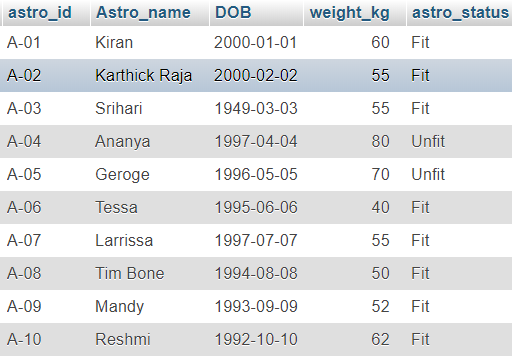 astro_id Astro_name DOB weight_kg astro_status
A-01 Kiran 2000-01-01 60 Fit
A-02 Karthick Raja 2000-02-02 55 Fit
A-03 Srihari 1949-03-03 55 Fit
A-04 Ananya 1997-04-04 80 Unfit
A-05 Geroge 1996-05-05 70 Unfit
A-06 Tessa 1995-06-06 40 Fit
A-07 Larrissa 1997-07-07 55 Fit
A-08 Tim Bone 1994-08-08 50 Fit
A-09 Mandy 1993-09-09 52 Fit
A-10 Reshmi 1992-10-10 62 Fit